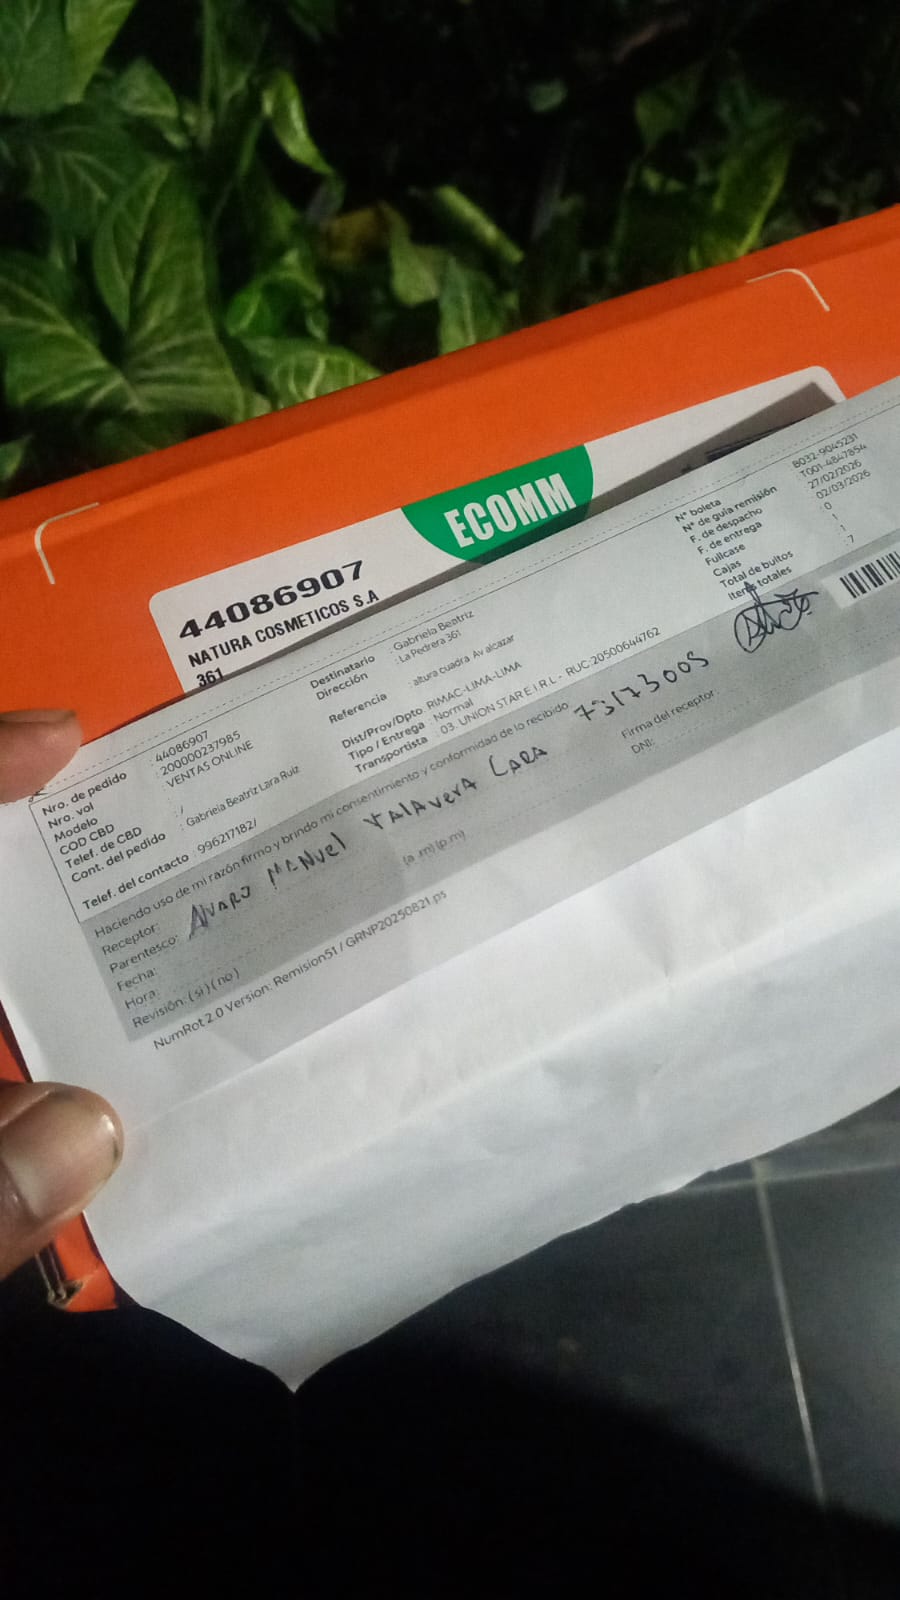 ECOMM
44086907
NATURA COSMETICOS S.A
361
Nro. de pedido : 44086907
Nro. vol : 200000237985
Modelo VENTAS ONLINE
COD CBD
Telef. de CBD : /
Cont. del pedido : Gabriela Beatriz Lara Ruiz
Telef. del contacto : 996217182/
Destinatario : Gabriela Beatriz
Dirección : La Pedrera 361
Referencia : altura cuadra Av alcazar
Dist/Prov/Dpto. RIMAC-LIMA-LIMA
Tipo / Entrega : Normal
Transportista : 03. UNION STAR E.I.R.L - RUC:20500644762
N° boleta B032-9045231
N° de guía remisión T001-4847854
F. de despacho 27/02/2026
F. de entrega 02/03/2026
Fullcase : 0
Cajas : 1
Total de bultos : 1
Items totales : 7
Haciendo uso de mi razón firmo y brindo mi consentimiento y conformidad de lo recibido
Receptor: Alvaro Manuel Talavera Lara 73173005
Parentesco:
Fecha:
Hora: (a.m) (p.m)
Revisión: (si) (no)
Firma del receptor:
DNI:
NumRot 2.0 Version: Remision51 / GRNP20250821.ps